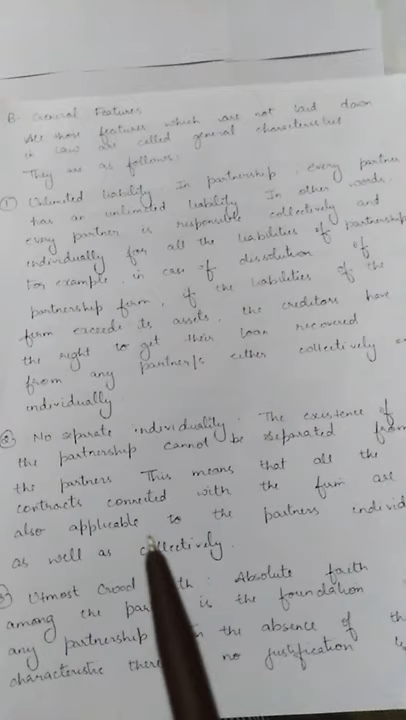 B. General Features
All those features which are not laid down
in law are called general characteristics
They are as follows:
① Unlimited liability: In partnership, every partner
has an unlimited liability In other words,
every partner is responsible collectively and
individually for all the liabilities of partnership
For example, in case of dissolution of
partnership firm, if the liabilities of the
firm exceeds its assets, the creditors have
the right to get their loan recovered
from any partner/s either collectively or
individually
② No separate individuality: The existence of
the partnership cannot be separated from
the partners This means that all the
contracts connected with the firm are
also applicable to the partners individ
as well as collectively.
③ Utmost Good Absolute faith
among the is the foundation
any partnership the absence of
characteristic no justification